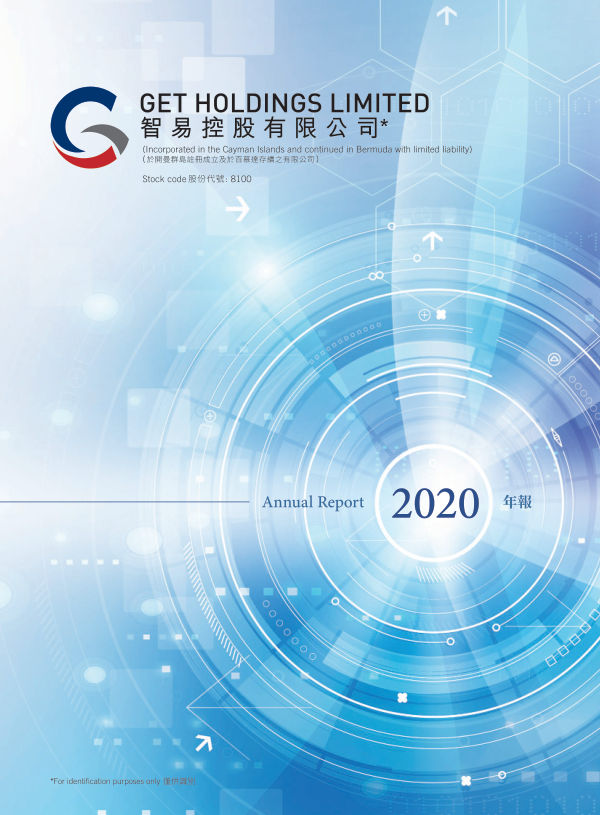 GET HOLDINGS LIMITED
智易控股有限公司*
(Incorporated in the Cayman Islands and continued in Bermuda with limited liability)
(於開曼群島註冊成立及於百慕達存續之有限公司)
Stock code 股份代號: 8100
Annual Report 2020 年報
*For identification purposes only 僅供識別